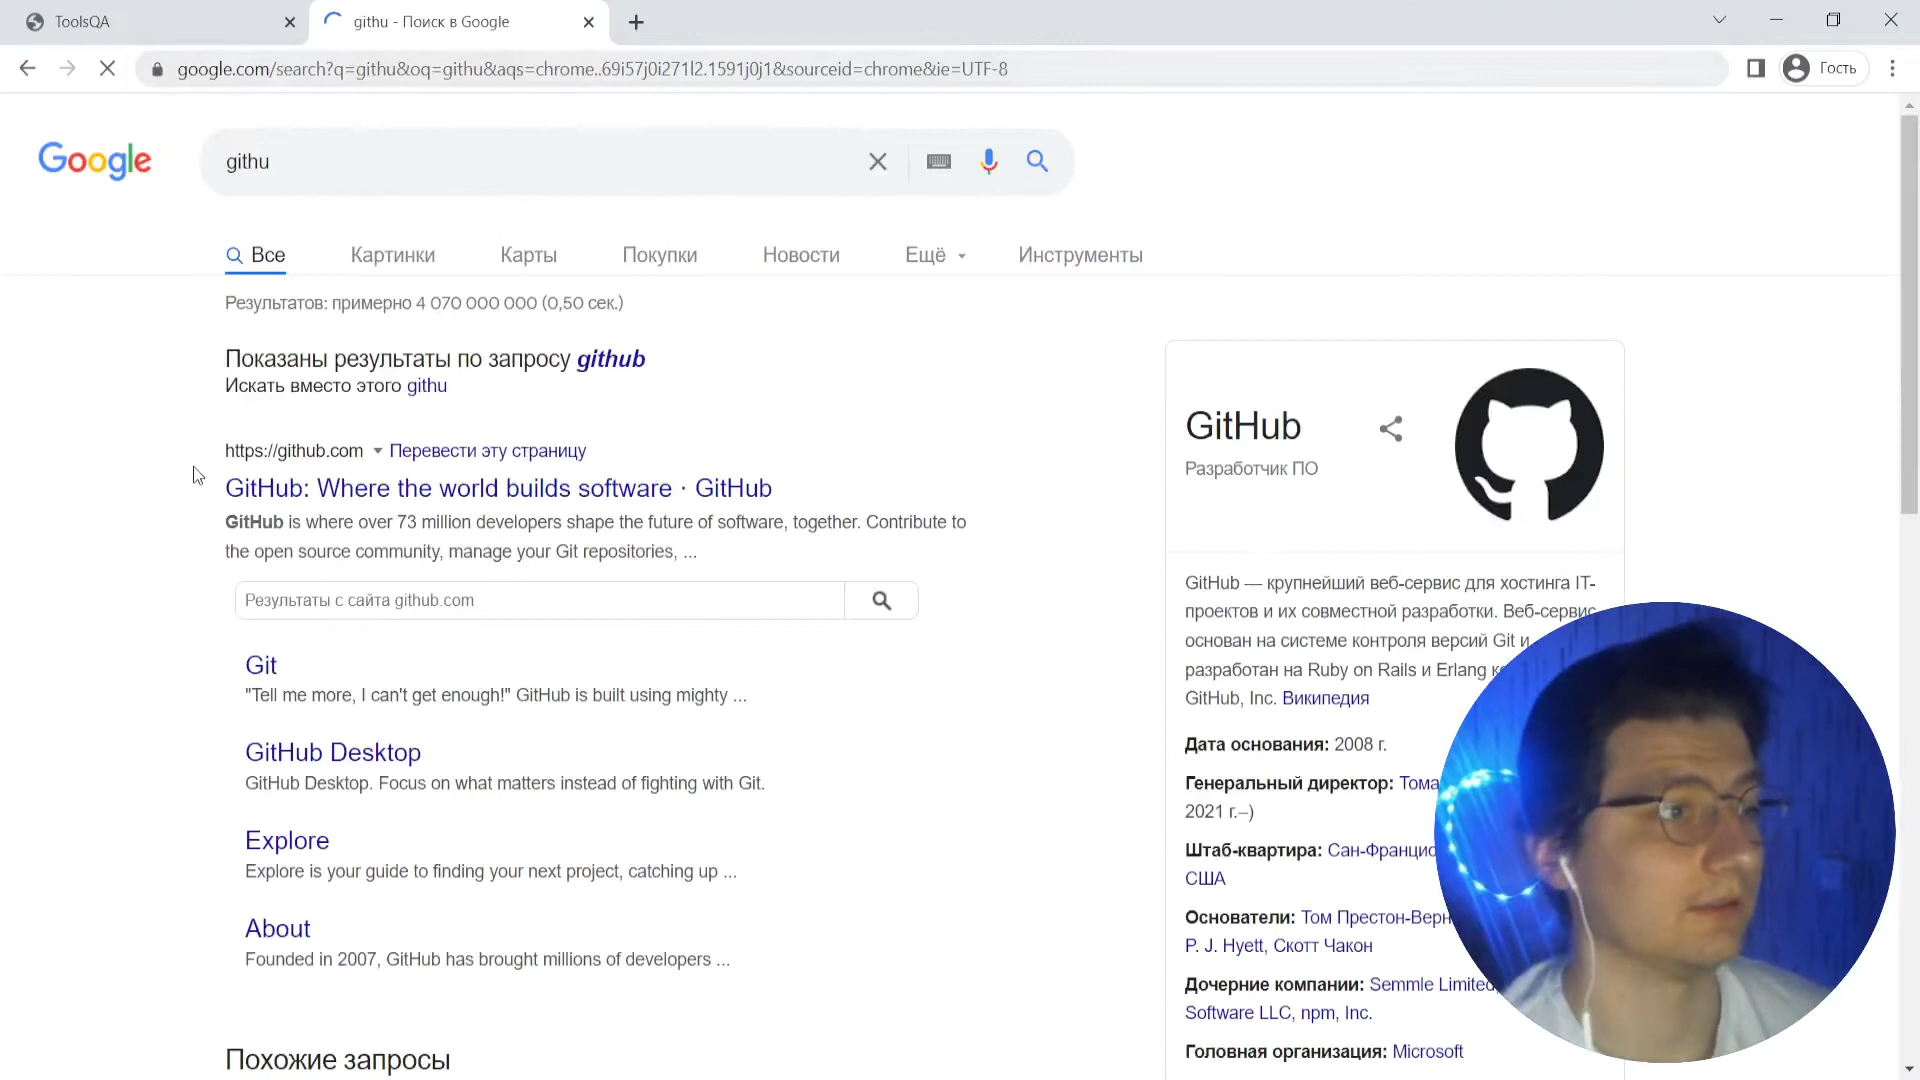 ToolsQA
githu - Поиск в Google
google.com/search?q=githu&oq=githu&aqs=chrome..69i57j0i271l2.1591j0j1&sourceid=chrome&ie=UTF-8
Гость
Google
githu
Все
Картинки
Карты
Покупки
Новости
Ещё
Инструменты
Результатов: примерно 4 070 000 000 (0,50 сек.)
Показаны результаты по запросу github
Искать вместо этого githu
https://github.com
Перевести эту страницу
GitHub: Where the world builds software · GitHub
GitHub is where over 73 million developers shape the future of software, together. Contribute to
the open source community, manage your Git repositories, ...
Результаты с сайта github.com
Git
"Tell me more, I can't get enough!" GitHub is built using mighty ...
GitHub Desktop
GitHub Desktop. Focus on what matters instead of fighting with Git.
Explore
Explore is your guide to finding your next project, catching up ...
About
Founded in 2007, GitHub has brought millions of developers ...
Похожие запросы
GitHub
Разработчик ПО
GitHub — крупнейший веб-сервис для хостинга IT-
проектов и их совместной разработки. Веб-сервис
основан на системе контроля версий Git и
разработан на Ruby on Rails и Erlang
GitHub, Inc. Википедия
Дата основания: 2008 г.
Генеральный директор:
2021 г.–)
Штаб-квартира:
США
Основатели: Том
P. J. Hyett, Скотт Чакон
Дочерние компании: Semmle Limited
Software LLC, npm, Inc.
Головная организация: Microsoft